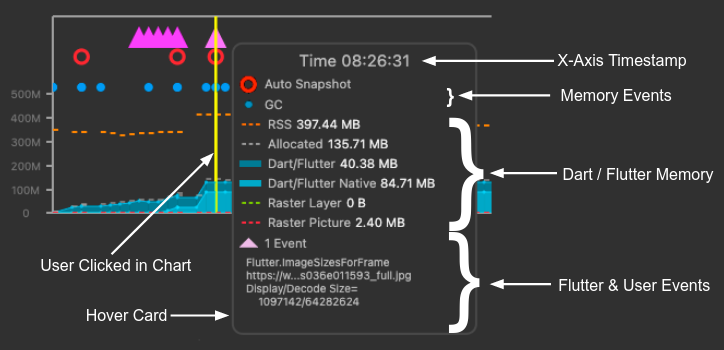 Time 08:26:31
X-Axis Timestamp
Auto Snapshot
GC
Memory Events
500M
400M
300M
200M
100M
0
RSS 397.44 MB
Allocated 135.71 MB
Dart/Flutter 40.38 MB
Dart/Flutter Native 84.71 MB
Raster Layer 0 B
Raster Picture 2.40 MB
Dart / Flutter Memory
1 Event
Flutter.ImageSizesForFrame
https://w...s036e011593_full.jpg
Display/Decode Size=
1097142/64282624
Flutter & User Events
User Clicked in Chart
Hover Card